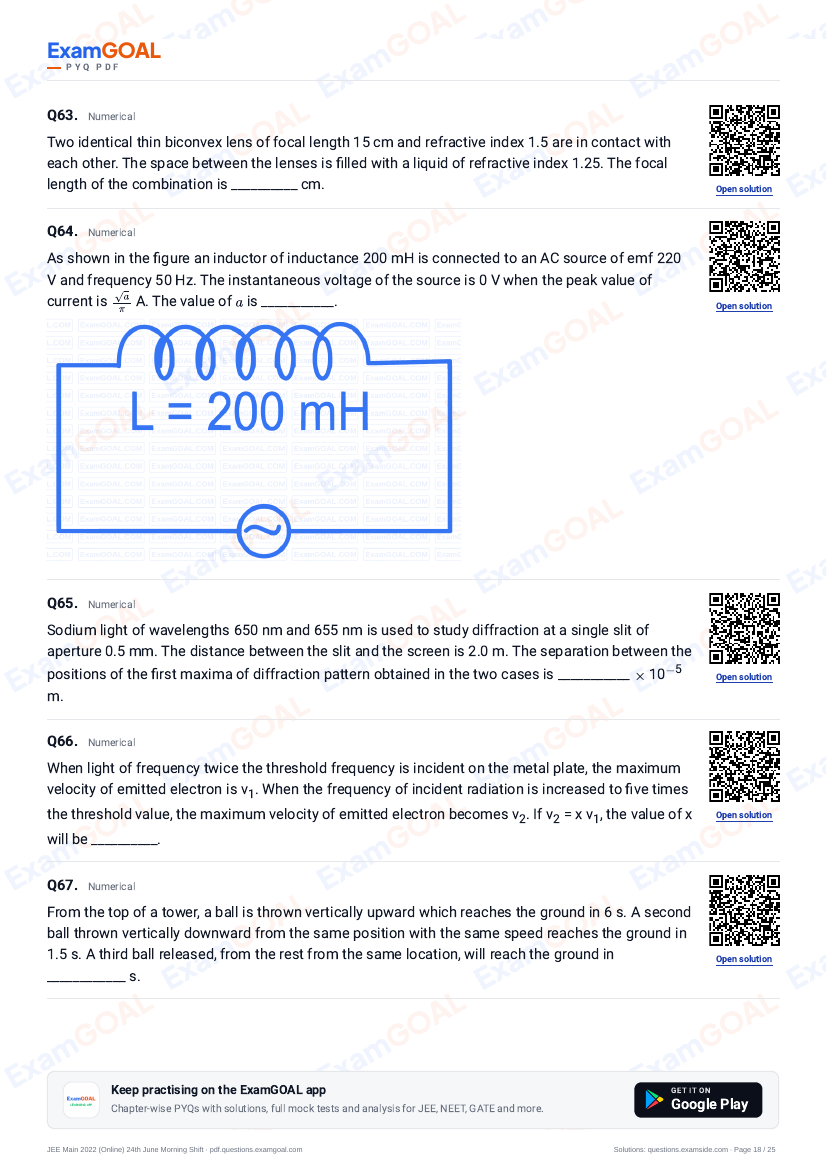 ExamGOAL
PYQ PDF
Q63. Numerical
Two identical thin biconvex lens of focal length 15 cm and refractive index 1.5 are in contact with
each other. The space between the lenses is filled with a liquid of refractive index 1.25. The focal
length of the combination is __________ cm.
Open solution
Q64. Numerical
As shown in the figure an inductor of inductance 200 mH is connected to an AC source of emf 220
V and frequency 50 Hz. The instantaneous voltage of the source is 0 V when the peak value of
current is √a/π A. The value of a is ___________.
Open solution
L = 200 mH
Q65. Numerical
Sodium light of wavelengths 650 nm and 655 nm is used to study diffraction at a single slit of
aperture 0.5 mm. The distance between the slit and the screen is 2.0 m. The separation between the
positions of the first maxima of diffraction pattern obtained in the two cases is ___________ × 10⁻⁵
m.
Open solution
Q66. Numerical
When light of frequency twice the threshold frequency is incident on the metal plate, the maximum
velocity of emitted electron is v₁. When the frequency of incident radiation is increased to five times
the threshold value, the maximum velocity of emitted electron becomes v₂. If v₂ = x v₁, the value of x
will be __________.
Open solution
Q67. Numerical
From the top of a tower, a ball is thrown vertically upward which reaches the ground in 6 s. A second
ball thrown vertically downward from the same position with the same speed reaches the ground in
1.5 s. A third ball released, from the rest from the same location, will reach the ground in
____________ s.
Open solution
Keep practising on the ExamGOAL app
Chapter-wise PYQs with solutions, full mock tests and analysis for JEE, NEET, GATE and more.
GET IT ON
Google Play
JEE Main 2022 (Online) 24th June Morning Shift · pdf.questions.examgoal.com
Solutions: questions.examside.com · Page 18 / 25